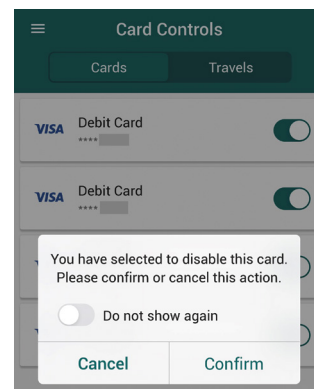 Card Controls
Cards Travels
VISA Debit Card
****
VISA Debit Card
****
You have selected to disable this card.
Please confirm or cancel this action.
Do not show again
Cancel Confirm